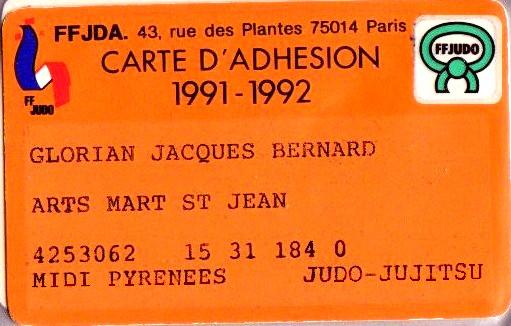 FFJDA. 43, rue des Plantes 75014 Paris
CARTE D'ADHESION
1991-1992
FFJUDO
FF
JUDO
GLORIAN JACQUES BERNARD
ARTS MART ST JEAN
4253062 15 31 184 0
MIDI PYRENEES JUDO-JUJITSU